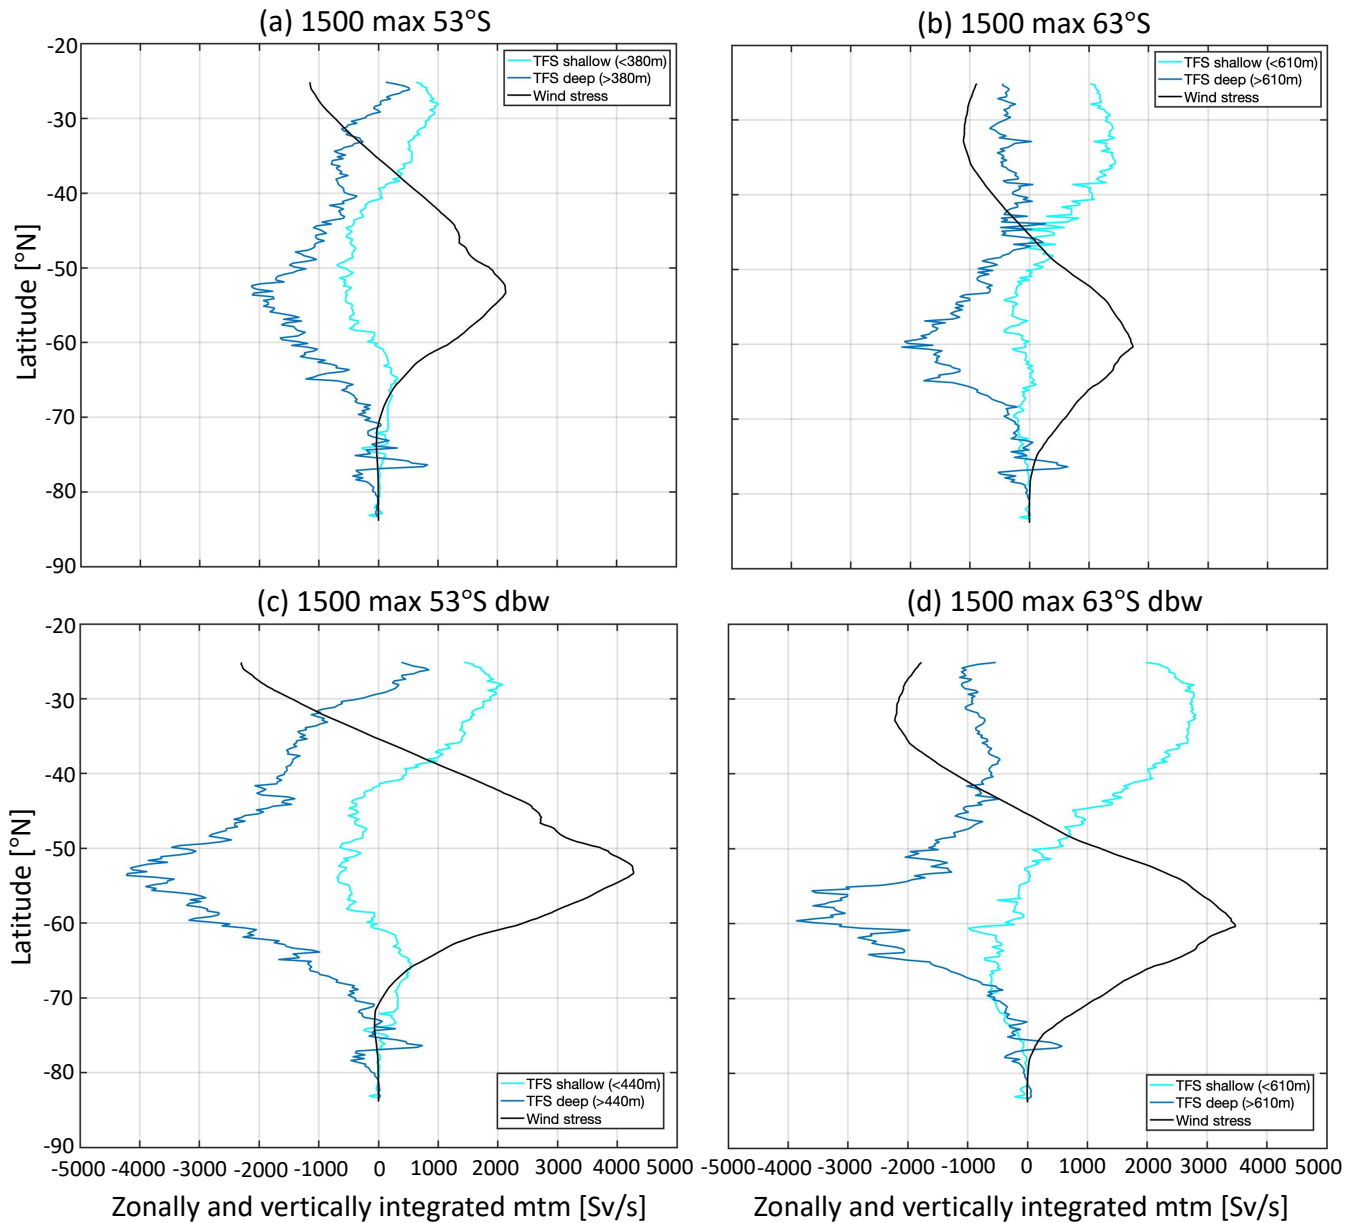 (a) 1500 max 53°S
(b) 1500 max 63°S
-20
-30
-40
-50
-60
-70
-80
-90
Latitude [°N]
TFS shallow (<380m)
TFS deep (>380m)
Wind stress
TFS shallow (<610m)
TFS deep (>610m)
Wind stress
(c) 1500 max 53°S dbw
(d) 1500 max 63°S dbw
-20
-30
-40
-50
-60
-70
-80
-90
Latitude [°N]
TFS shallow (<440m)
TFS deep (>440m)
Wind stress
TFS shallow (<610m)
TFS deep (>610m)
Wind stress
-5000 -4000 -3000 -2000 -1000 0 1000 2000 3000 4000 5000
-5000 -4000 -3000 -2000 -1000 0 1000 2000 3000 4000 5000
Zonally and vertically integrated mtm [Sv/s]
Zonally and vertically integrated mtm [Sv/s]